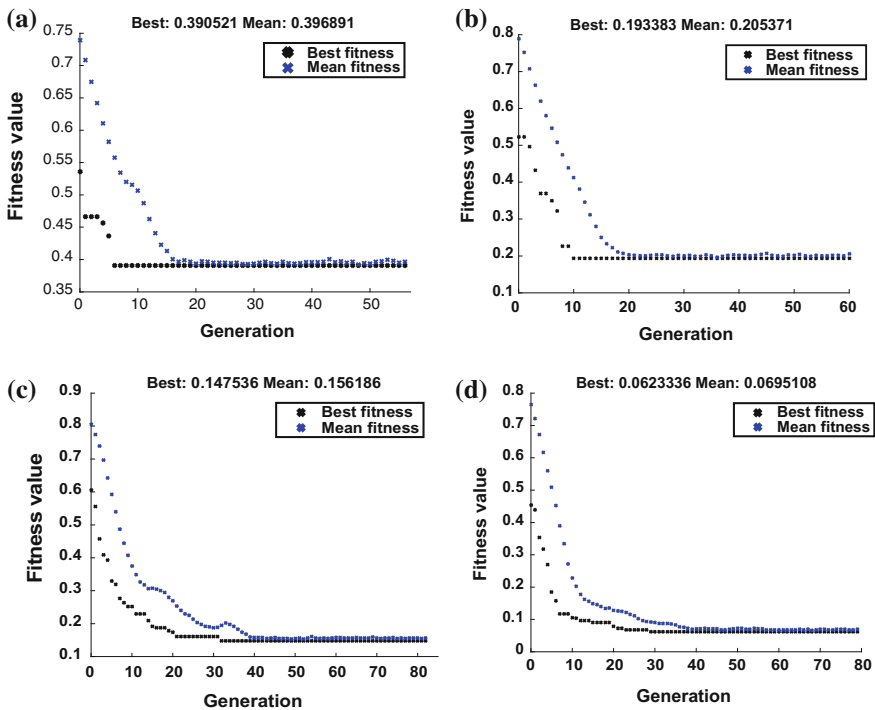 (a)
Best: 0.390521 Mean: 0.396891
0.75
0.7
0.65
0.6
0.55
0.5
0.45
0.4
0.35
Fitness value
Best fitness
Mean fitness
0 10 20 30 40 50
Generation
(b)
Best: 0.193383 Mean: 0.205371
0.8
0.7
0.6
0.5
0.4
0.3
0.2
0.1
Fitness value
Best fitness
Mean fitness
0 10 20 30 40 50 60
Generation
(c)
Best: 0.147536 Mean: 0.156186
0.9
0.8
0.7
0.6
0.5
0.4
0.3
0.2
0.1
Fitness value
Best fitness
Mean fitness
0 10 20 30 40 50 60 70 80
Generation
(d)
Best: 0.0623336 Mean: 0.0695108
0.8
0.7
0.6
0.5
0.4
0.3
0.2
0.1
0
Fitness value
Best fitness
Mean fitness
0 10 20 30 40 50 60 70 80
Generation